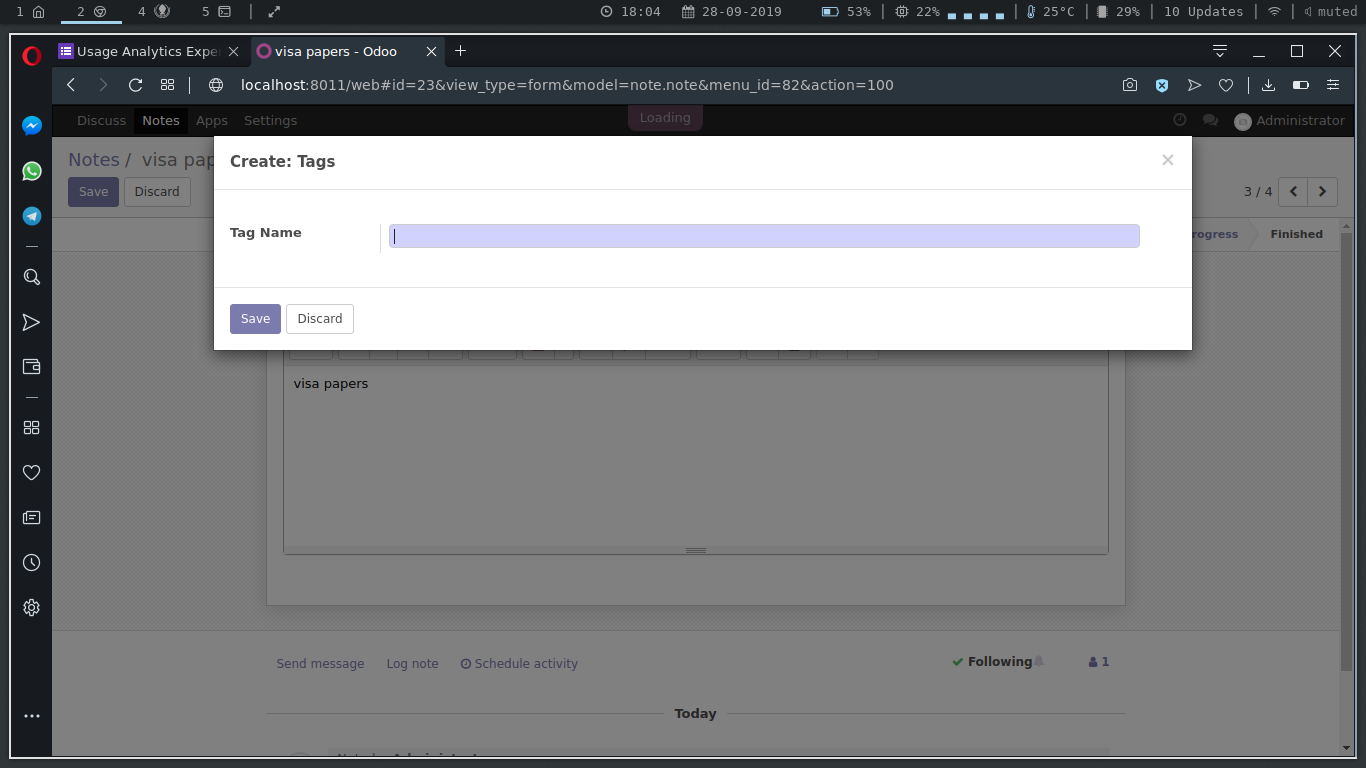 1 2 4 5 18:04 28-09-2019 53% 22% 25°C 29% 10 Updates muted
Usage Analytics Expe visa papers - Odoo
localhost:8011/web#id=23&view_type=form&model=note.note&menu_id=82&action=100
Discuss Notes Apps Settings Loading Administrator
Notes / visa pap
Create: Tags
Save Discard 3 / 4
Tag Name
rogress Finished
Save Discard
visa papers
Send message Log note Schedule activity Following 1
Today